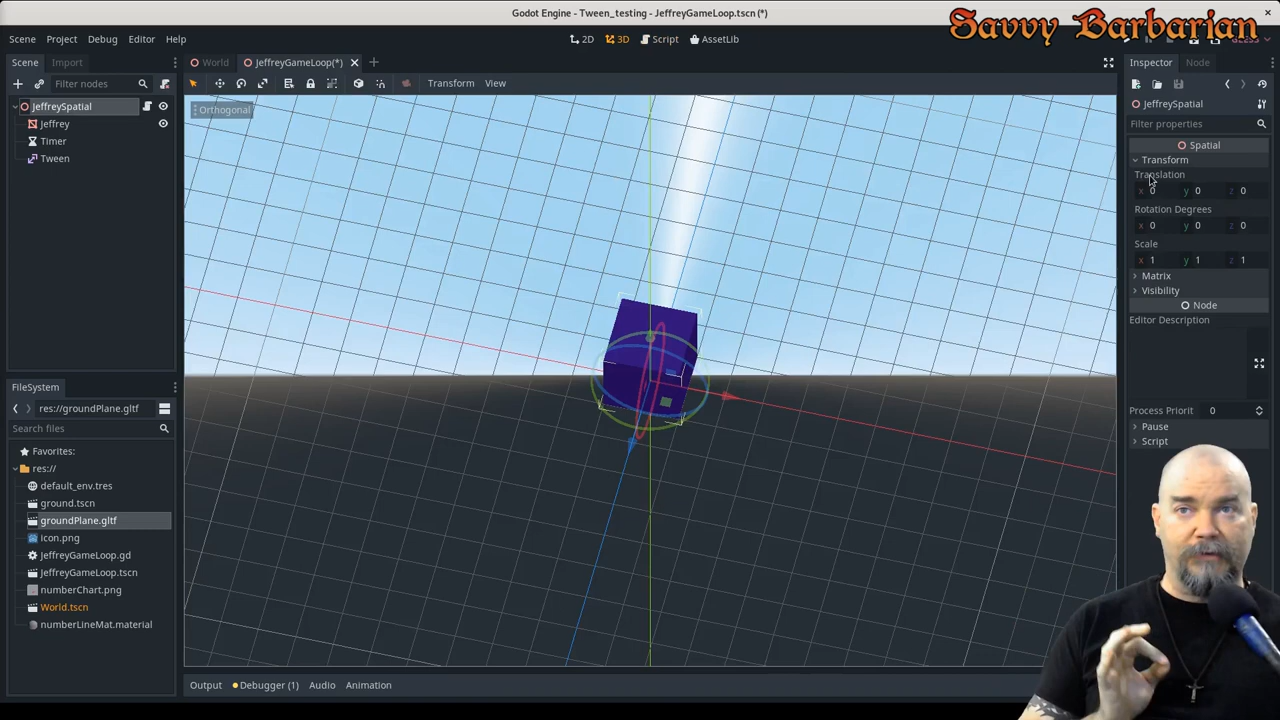 Godot Engine - Tween_testing - JeffreyGameLoop.tscn (*)
Savvy Barbarian
Scene Project Debug Editor Help
2D 3D Script AssetLib
Scene Import
World JeffreyGameLoop(*)
Inspector Node
Filter nodes
Transform View
JeffreySpatial
Jeffrey
Timer
Tween
Orthogonal
JeffreySpatial
Filter properties
Spatial
Transform
Translation
x 0 y 0 z 0
Rotation Degrees
x 0 y 0 z 0
Scale
x 1 y 1 z 1
Matrix
Visibility
Node
Editor Description
Process Priorit 0
Pause
Script
FileSystem
res://groundPlane.gltf
Search files
Favorites:
res://
default_env.tres
ground.tscn
groundPlane.gltf
icon.png
JeffreyGameLoop.gd
JeffreyGameLoop.tscn
numberChart.png
World.tscn
numberLineMat.material
Output Debugger (1) Audio Animation